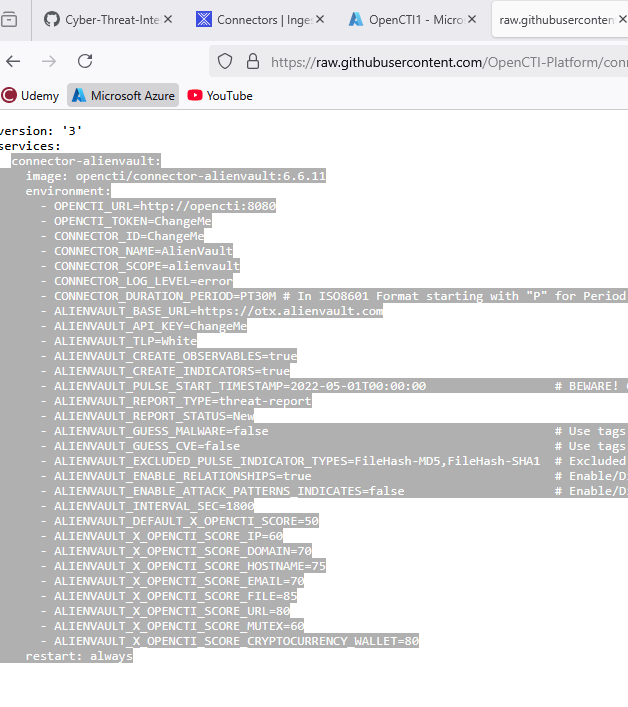 Cyber-Threat-Inte
Connectors | Inges
OpenCTI1 - Micros
raw.githubusercontent
https://raw.githubusercontent.com/OpenCTI-Platform/conn
Udemy
Microsoft Azure
YouTube
version: '3'
services:
connector-alienvault:
image: opencti/connector-alienvault:6.6.11
environment:
- OPENCTI_URL=http://opencti:8080
- OPENCTI_TOKEN=ChangeMe
- CONNECTOR_ID=ChangeMe
- CONNECTOR_NAME=AlienVault
- CONNECTOR_SCOPE=alienvault
- CONNECTOR_LOG_LEVEL=error
- CONNECTOR_DURATION_PERIOD=PT30M # In ISO8601 Format starting with "P" for Period
- ALIENVAULT_BASE_URL=https://otx.alienvault.com
- ALIENVAULT_API_KEY=ChangeMe
- ALIENVAULT_TLP=White
- ALIENVAULT_CREATE_OBSERVABLES=true
- ALIENVAULT_CREATE_INDICATORS=true
- ALIENVAULT_PULSE_START_TIMESTAMP=2022-05-01T00:00:00 # BEWARE!
- ALIENVAULT_REPORT_TYPE=threat-report
- ALIENVAULT_REPORT_STATUS=New
- ALIENVAULT_GUESS_MALWARE=false # Use tags
- ALIENVAULT_GUESS_CVE=false # Use tags
- ALIENVAULT_EXCLUDED_PULSE_INDICATOR_TYPES=FileHash-MD5,FileHash-SHA1 # Excluded
- ALIENVAULT_ENABLE_RELATIONSHIPS=true # Enable/Di
- ALIENVAULT_ENABLE_ATTACK_PATTERNS_INDICATES=false # Enable/Di
- ALIENVAULT_INTERVAL_SEC=1800
- ALIENVAULT_DEFAULT_X_OPENCTI_SCORE=50
- ALIENVAULT_X_OPENCTI_SCORE_IP=60
- ALIENVAULT_X_OPENCTI_SCORE_DOMAIN=70
- ALIENVAULT_X_OPENCTI_SCORE_HOSTNAME=75
- ALIENVAULT_X_OPENCTI_SCORE_EMAIL=70
- ALIENVAULT_X_OPENCTI_SCORE_FILE=85
- ALIENVAULT_X_OPENCTI_SCORE_URL=80
- ALIENVAULT_X_OPENCTI_SCORE_MUTEX=60
- ALIENVAULT_X_OPENCTI_SCORE_CRYPTOCURRENCY_WALLET=80
restart: always